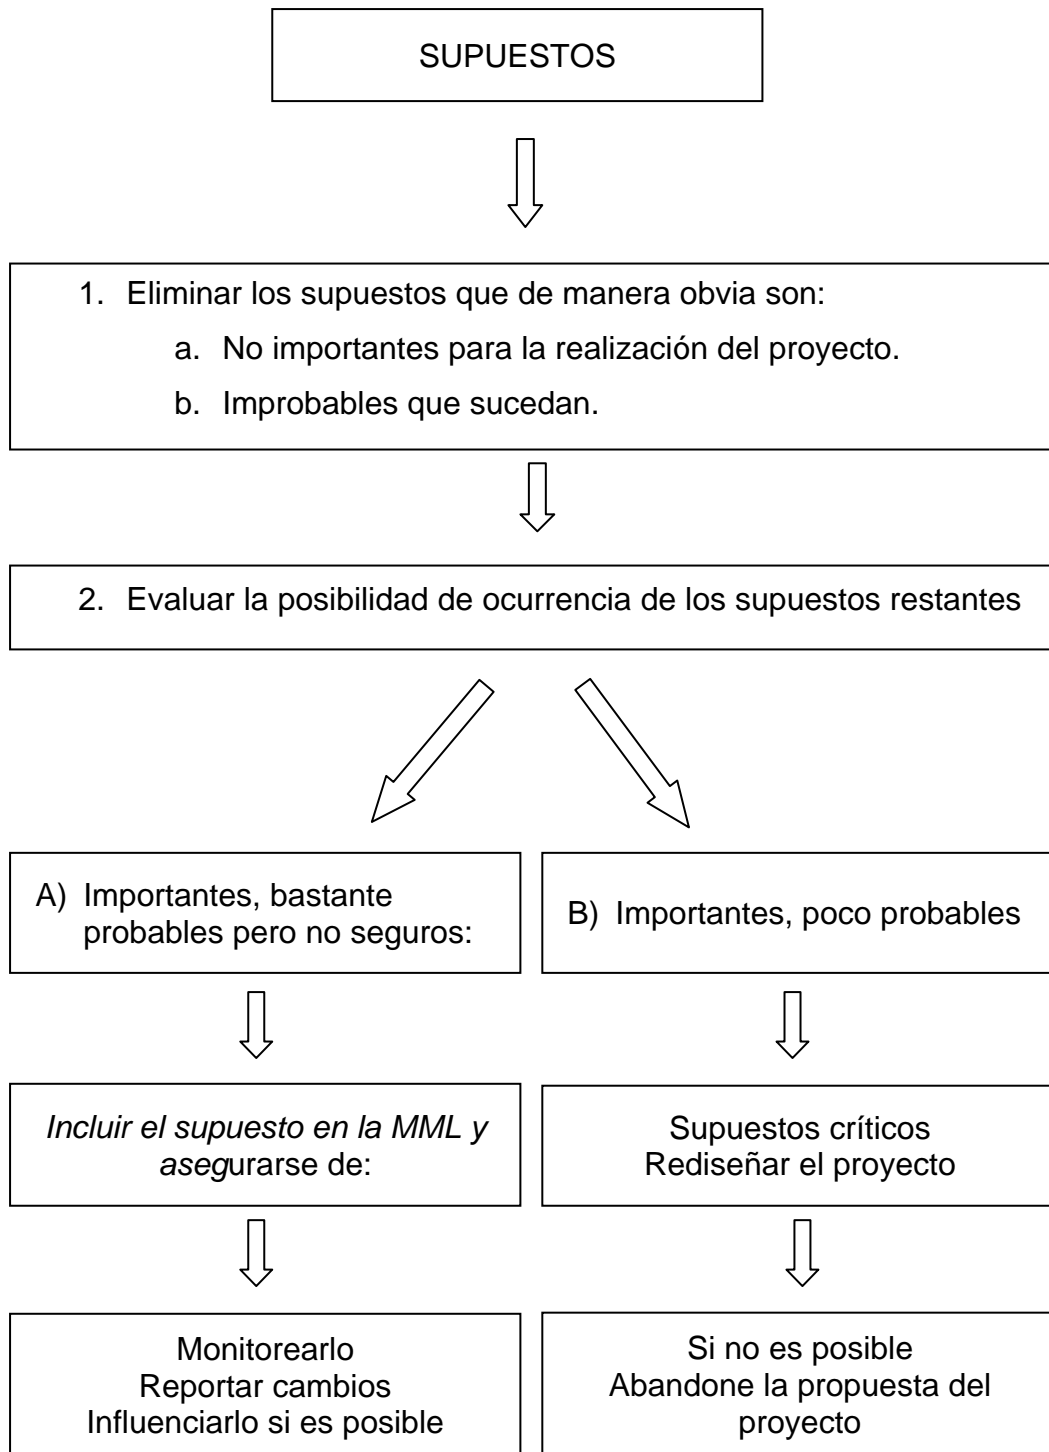 SUPUESTOS
1. Eliminar los supuestos que de manera obvia son:
a. No importantes para la realización del proyecto.
b. Improbables que sucedan.
2. Evaluar la posibilidad de ocurrencia de los supuestos restantes
A) Importantes, bastante
probables pero no seguros:
B) Importantes, poco probables
Incluir el supuesto en la MML y
asegurarse de:
Supuestos críticos
Rediseñar el proyecto
Monitorearlo
Reportar cambios
Influenciarlo si es posible
Si no es posible
Abandone la propuesta del
proyecto